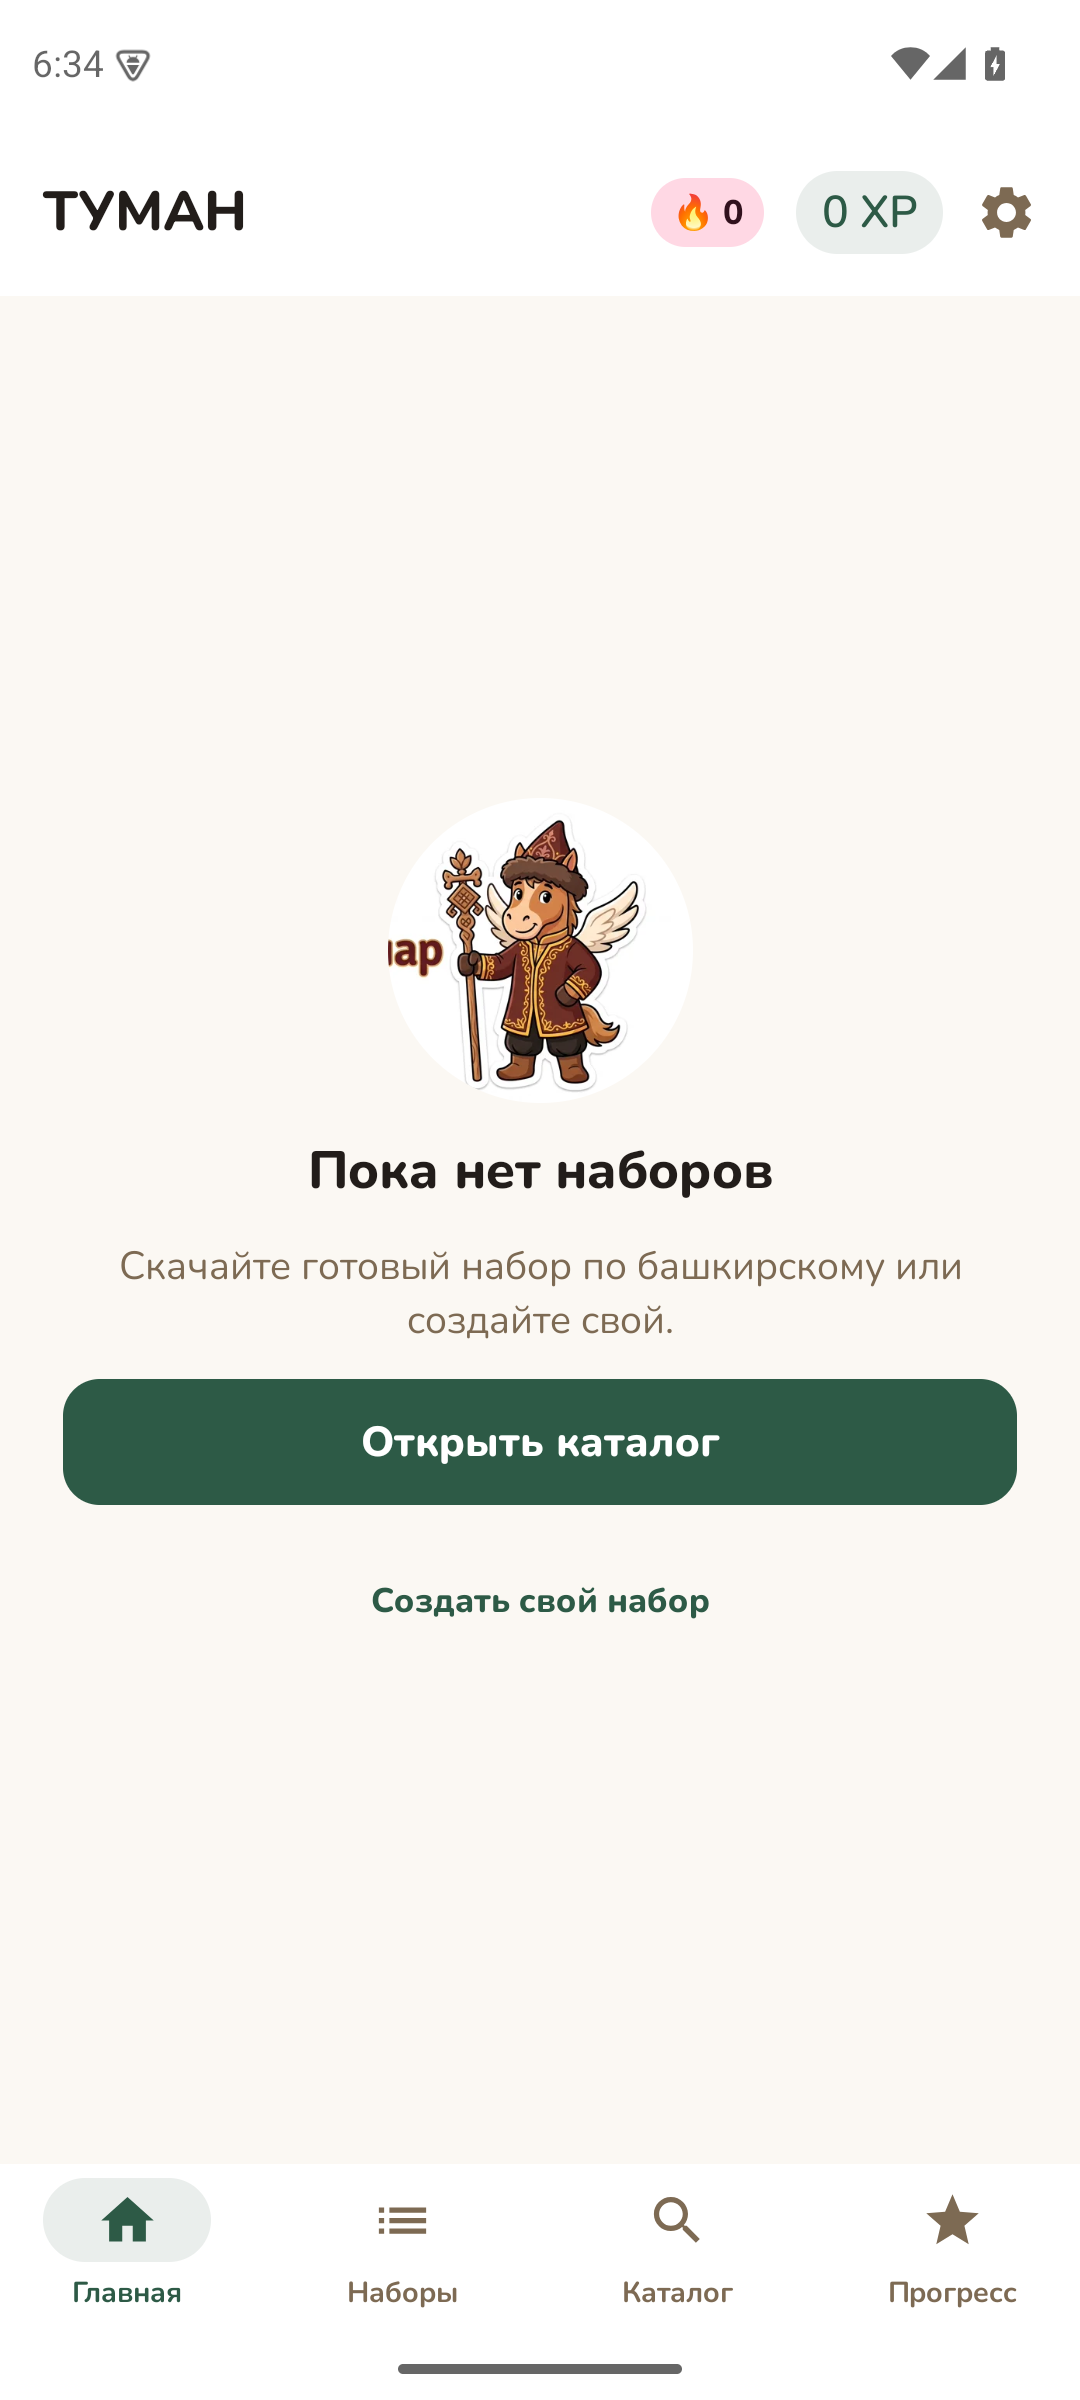 6:34
ТУМАН
0
0 XP
Пока нет наборов
Скачайте готовый набор по башкирскому или
создайте свой.
Открыть каталог
Создать свой набор
Главная
Наборы
Каталог
Прогресс